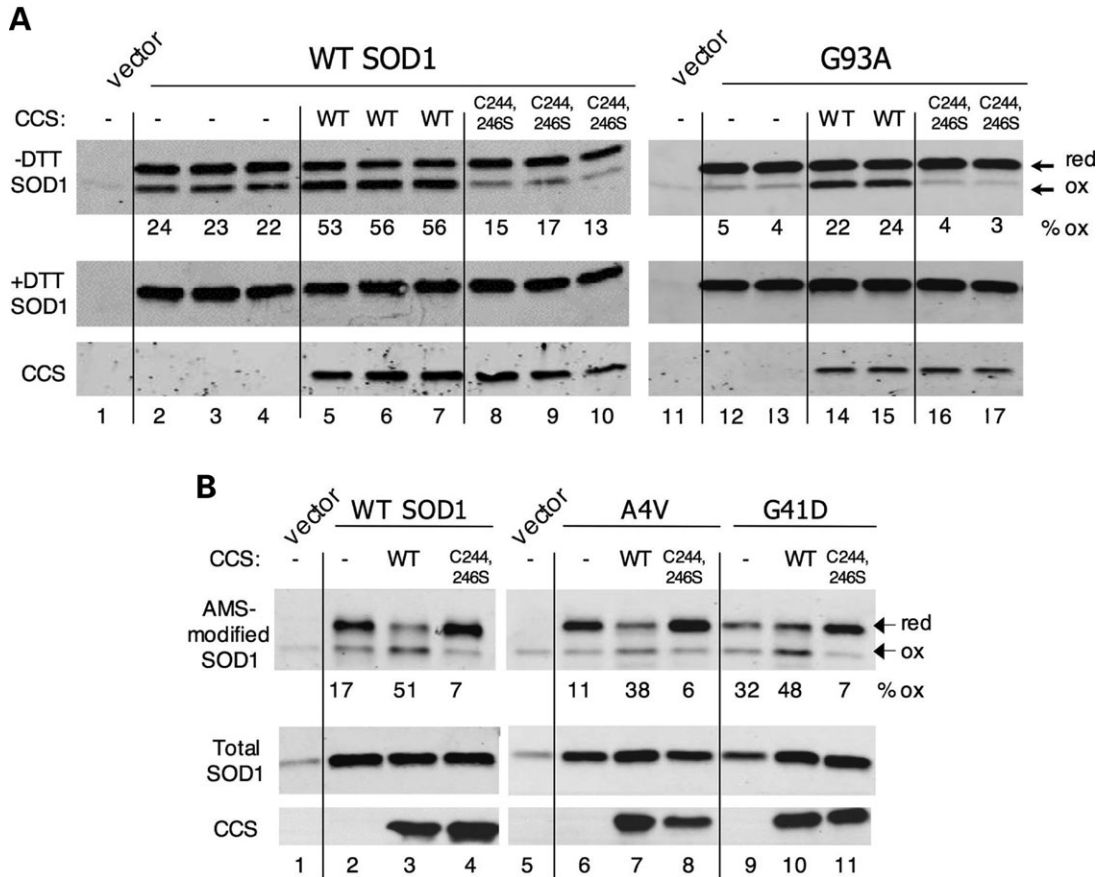 A
vector
WT SOD1
G93A
CCS: - - - - WT WT WT C244, 246S C244, 246S C244, 246S - - - WT WT C244, 246S C244, 246S
-DTT SOD1
red
ox
24 23 22 53 56 56 15 17 13 5 4 22 24 4 3 % ox
+DTT SOD1
CCS
1 2 3 4 5 6 7 8 9 10 11 12 13 14 15 16 17
B
vector
WT SOD1
vector
A4V
G41D
CCS: - - WT C244, 246S - - WT C244, 246S - WT C244, 246S
AMS-modified SOD1
red
ox
17 51 7 11 38 6 32 48 7 % ox
Total SOD1
CCS
1 2 3 4 5 6 7 8 9 10 11